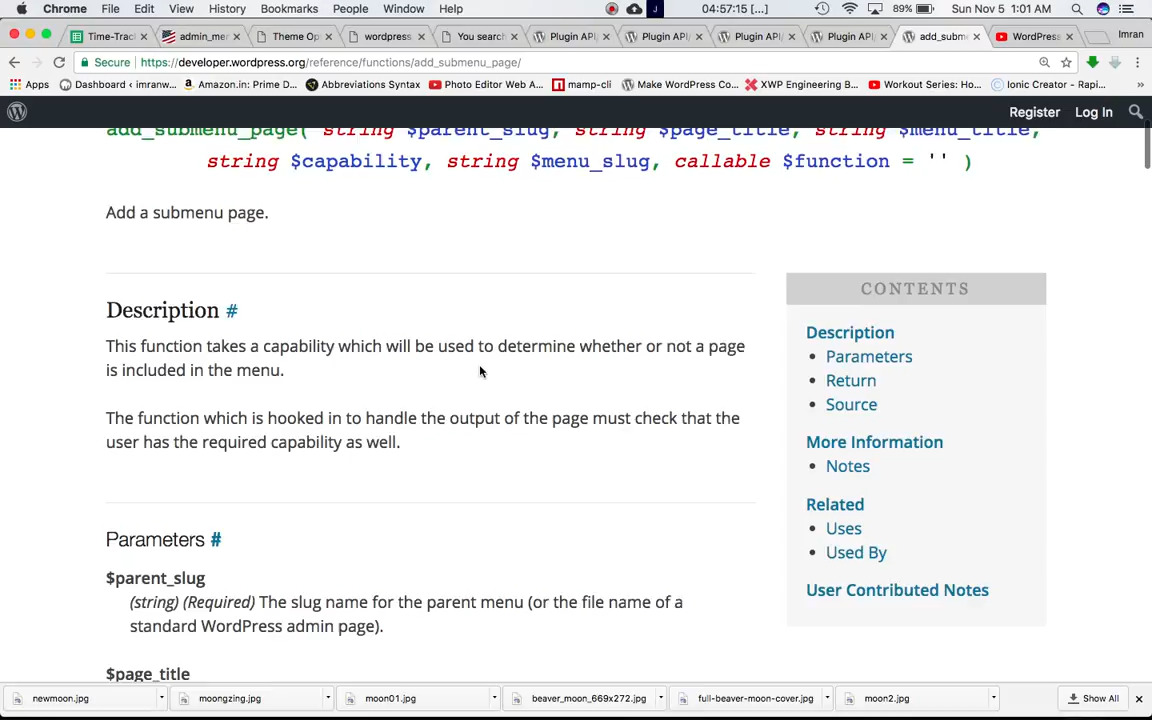 Chrome File Edit View History Bookmarks People Window Help 04:57:15 [...] 89% Sun Nov 5 1:01 AM
Time-Trac admin_me Theme Op wordpress You search Plugin API/ Plugin API/ Plugin API/ Plugin API/ add_subm WordPress Imran
Secure https://developer.wordpress.org/reference/functions/add_submenu_page/
Apps Dashboard ‹ imranw... Amazon.in: Prime D... Abbreviations Syntax Photo Editor Web A... mamp-cli Make WordPress Co... XWP Engineering B... Workout Series: Ho... Ionic Creator - Rapi... »
Register Log In
add_submenu_page( string $parent_slug, string $page_title, string $menu_title,
string $capability, string $menu_slug, callable $function = '' )
Add a submenu page.
Description #
This function takes a capability which will be used to determine whether or not a page
is included in the menu.
The function which is hooked in to handle the output of the page must check that the
user has the required capability as well.
Parameters #
$parent_slug
(string) (Required) The slug name for the parent menu (or the file name of a
standard WordPress admin page).
$page_title
CONTENTS
Description
• Parameters
• Return
• Source
More Information
• Notes
Related
• Uses
• Used By
User Contributed Notes
newmoon.jpg moongzing.jpg moon01.jpg beaver_moon_669x272.jpg full-beaver-moon-cover.jpg moon2.jpg Show All